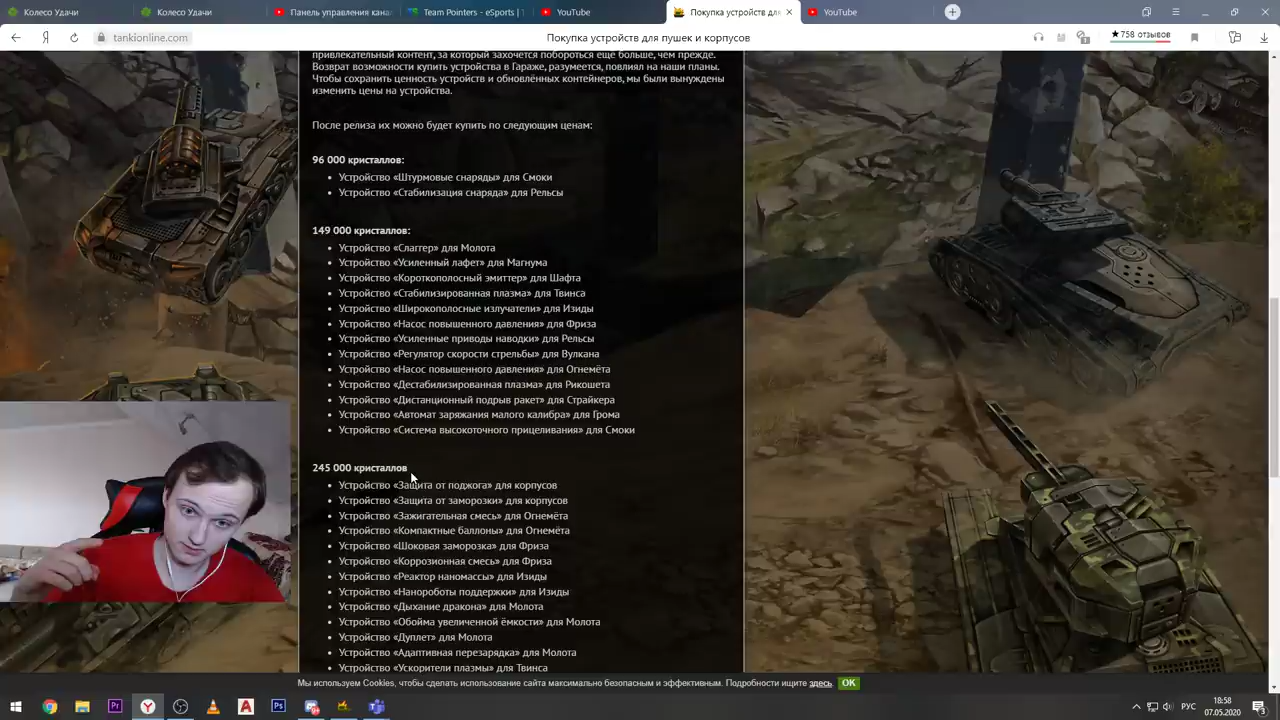 Колесо Удачи
Колесо Удачи
Панель управления кана
Team Pointers - eSports | T
YouTube
Покупка устройств для
YouTube
tankionline.com
Покупка устройств для пушек и корпусов
★ 758 отзывов
привлекательный контент, за который захочется побороться еще больше, чем прежде.
Возврат возможности купить устройства в Гараже, разумеется, повлиял на наши планы.
Чтобы сохранить ценность устройств и обновлённых контейнеров, мы были вынуждены
изменить цены на устройства.
После релиза их можно будет купить по следующим ценам:
96 000 кристаллов:
Устройство «Штурмовые снаряды» для Смоки
Устройство «Стабилизация снаряда» для Рельсы
149 000 кристаллов:
Устройство «Слаггер» для Молота
Устройство «Усиленный лафет» для Магнума
Устройство «Короткополосный эмиттер» для Шафта
Устройство «Стабилизированная плазма» для Твинса
Устройство «Широкополосные излучатели» для Изиды
Устройство «Насос повышенного давления» для Фриза
Устройство «Усиленные приводы наводки» для Рельсы
Устройство «Регулятор скорости стрельбы» для Вулкана
Устройство «Насос повышенного давления» для Огнемёта
Устройство «Дестабилизированная плазма» для Рикошета
Устройство «Дистанционный подрыв ракет» для Страйкера
Устройство «Автомат заряжания малого калибра» для Грома
Устройство «Система высокоточного прицеливания» для Смоки
245 000 кристаллов
Устройство «Защита от поджога» для корпусов
Устройство «Защита от заморозки» для корпусов
Устройство «Зажигательная смесь» для Огнемёта
Устройство «Компактные баллоны» для Огнемёта
Устройство «Шоковая заморозка» для Фриза
Устройство «Коррозионная смесь» для Фриза
Устройство «Реактор наномассы» для Изиды
Устройство «Нанороботы поддержки» для Изиды
Устройство «Дыхание дракона» для Молота
Устройство «Обойма увеличенной ёмкости» для Молота
Устройство «Дуплет» для Молота
Устройство «Адаптивная перезарядка» для Молота
Устройство «Ускорители плазмы» для Твинса
Мы используем Cookies, чтобы сделать использование сайта максимально безопасным и эффективным. Подробности ищите здесь. OK
РУС
18:58
07.05.2020